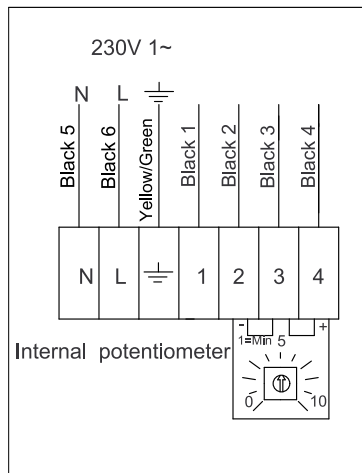 230V 1~
N L
Black 5 Black 6 Yellow/Green Black 1 Black 2 Black 3 Black 4
N L 1 2 3 4
- +
1=Min 5
Internal potentiometer
0 10